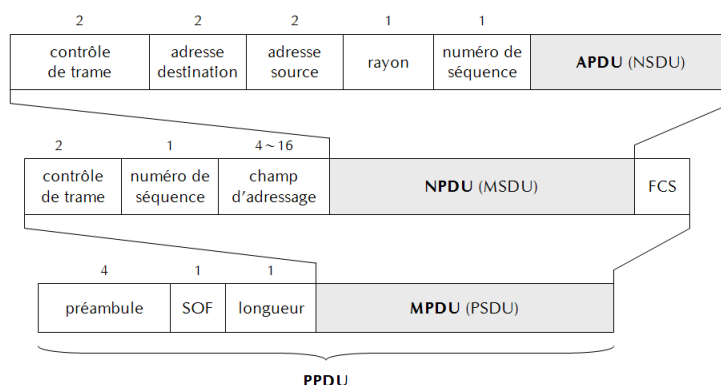 2 2 2 1 1
contrôle de trame adresse destination adresse source rayon numéro de séquence APDU (NSDU)
2 1 4 ~ 16
contrôle de trame numéro de séquence champ d'adressage NPDU (MSDU) FCS
4 1 1
préambule SOF longueur MPDU (PSDU)
PPDU